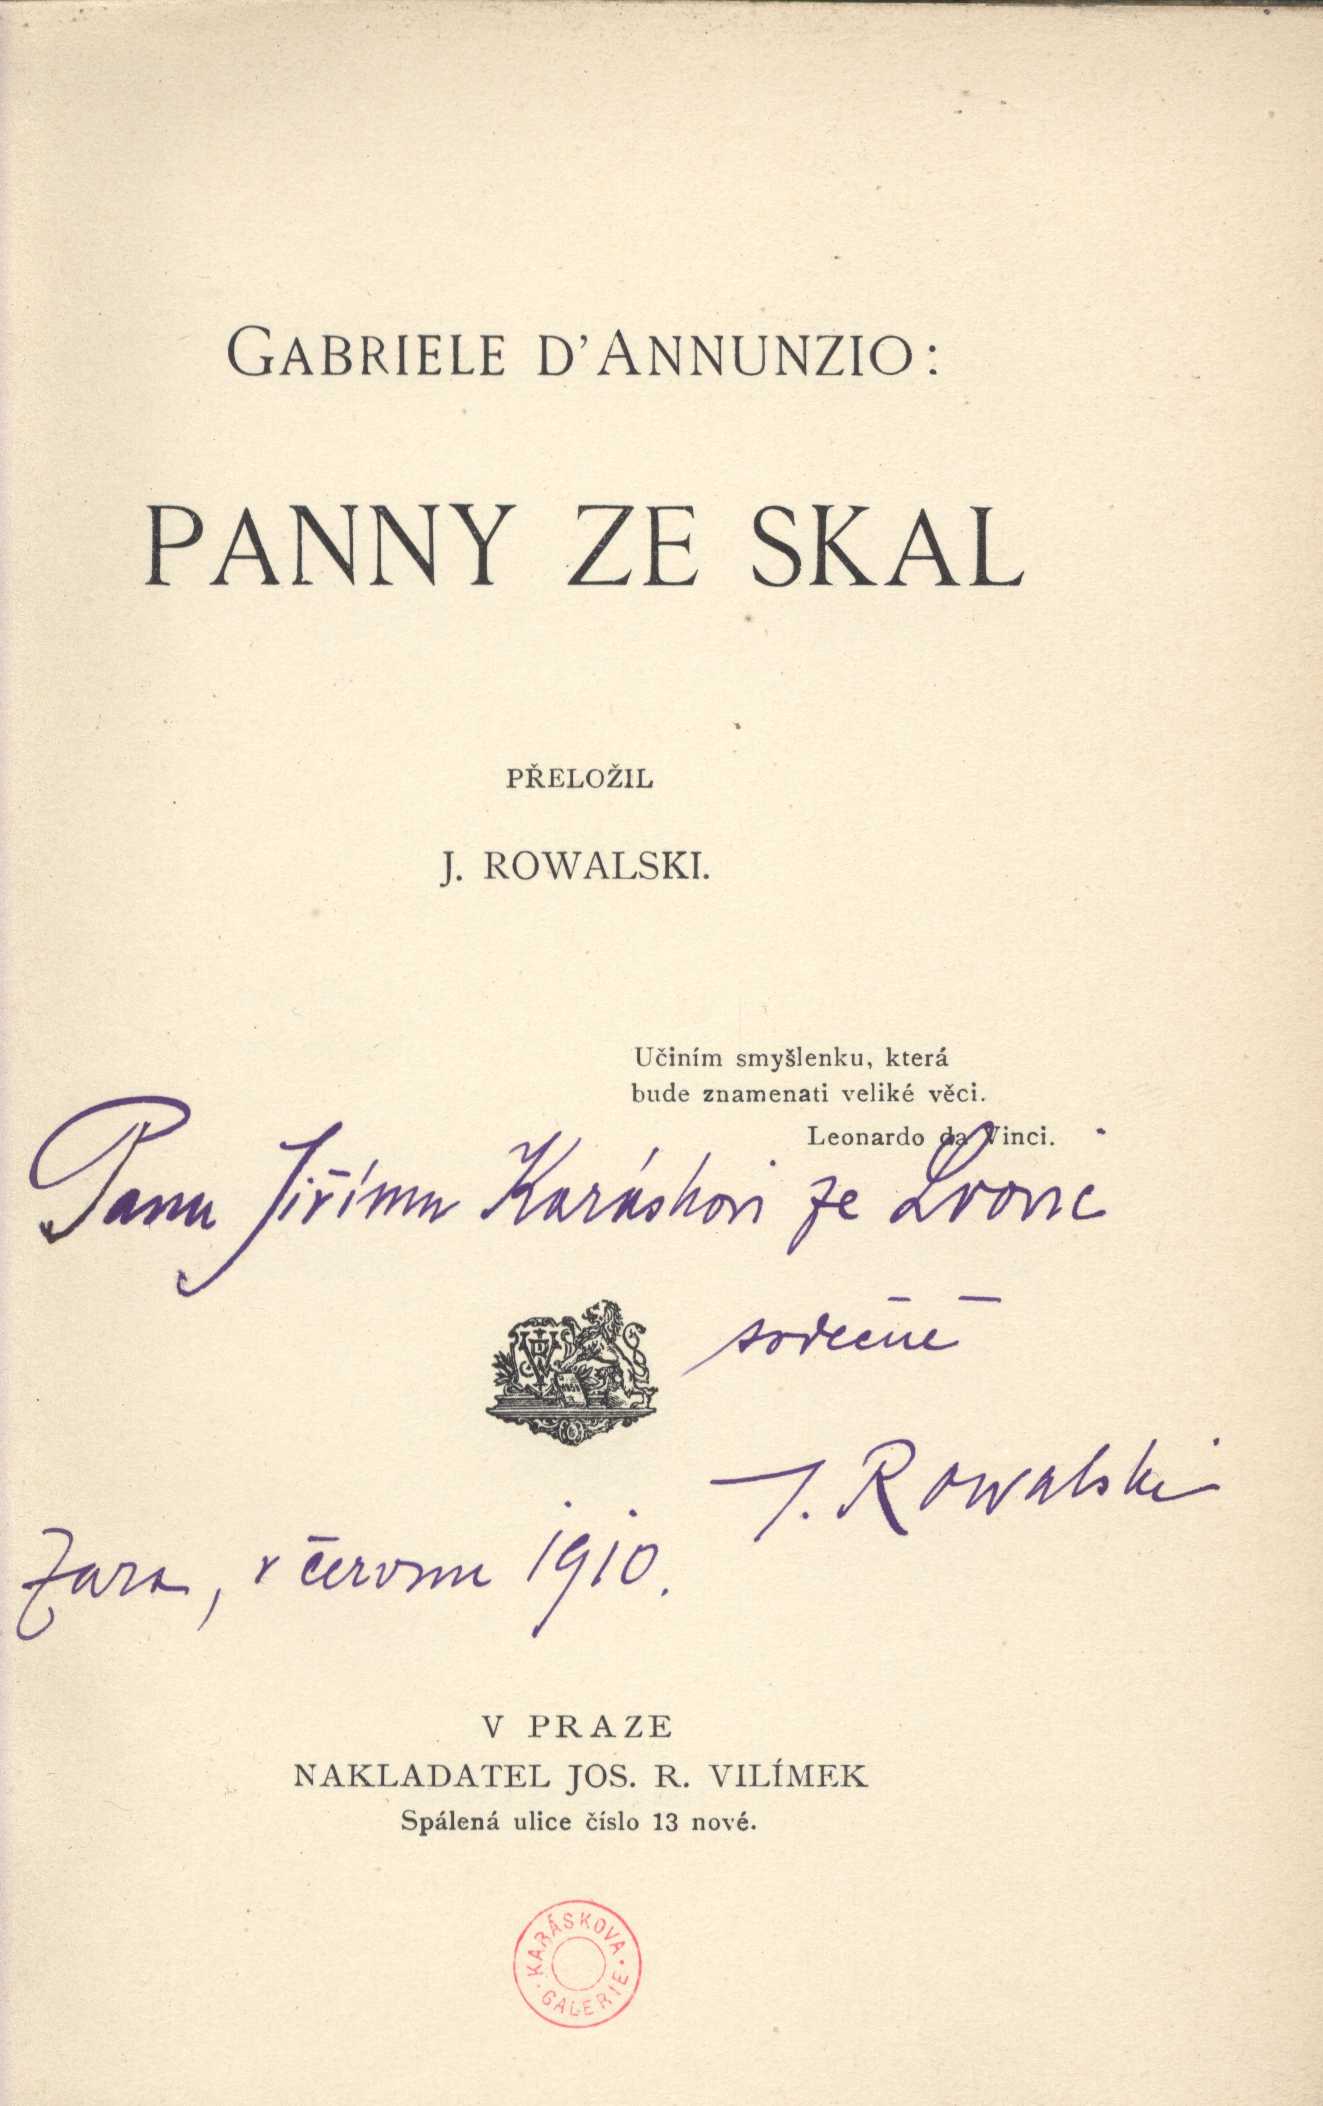 GABRIELE D'ANNUNZIO:
PANNY ZE SKAL
PŘELOŽIL
J. ROWALSKI.
Učiním smyšlenku, která
bude znamenati veliké věci.
Leonardo da Vinci.
Panu Jiřímu Karáskovi ze Lvovic
srdečně
J. Rowalski
Zara, v červnu 1910.
V PRAZE
NAKLADATEL JOS. R. VILÍMEK
Spálená ulice číslo 13 nové.
KARÁSKOVA
GALERIE